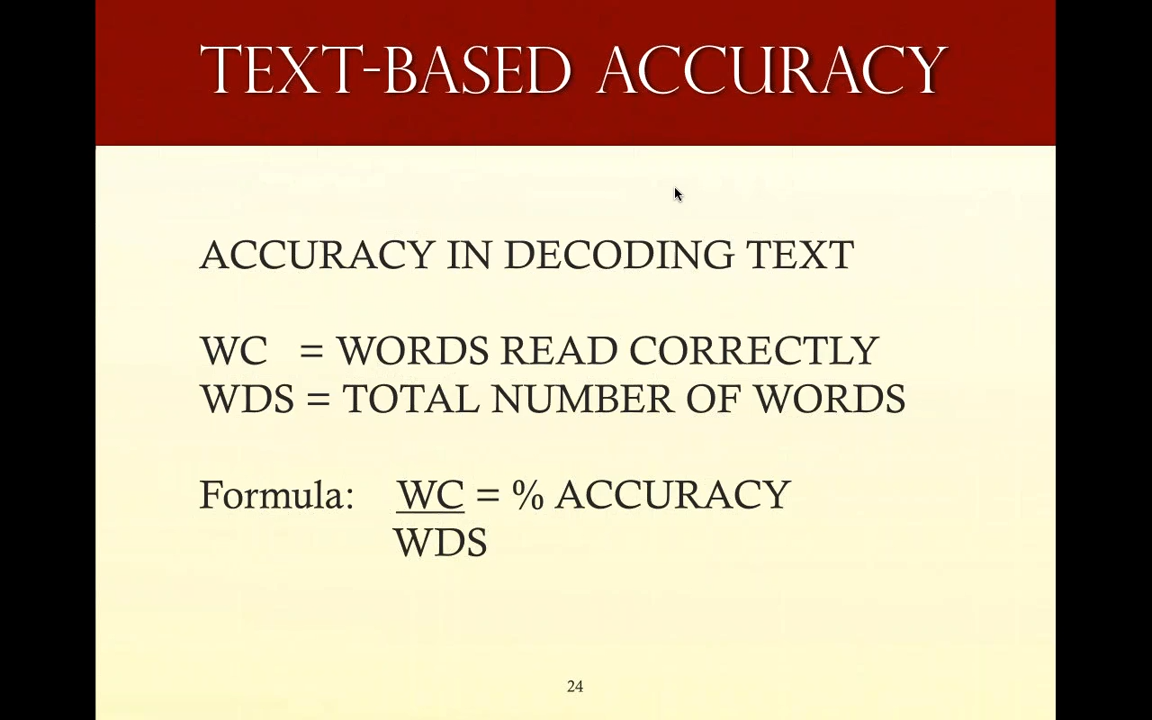 TEXT-BASED ACCURACY
ACCURACY IN DECODING TEXT
WC = WORDS READ CORRECTLY
WDS = TOTAL NUMBER OF WORDS
Formula: WC = % ACCURACY
WDS
24